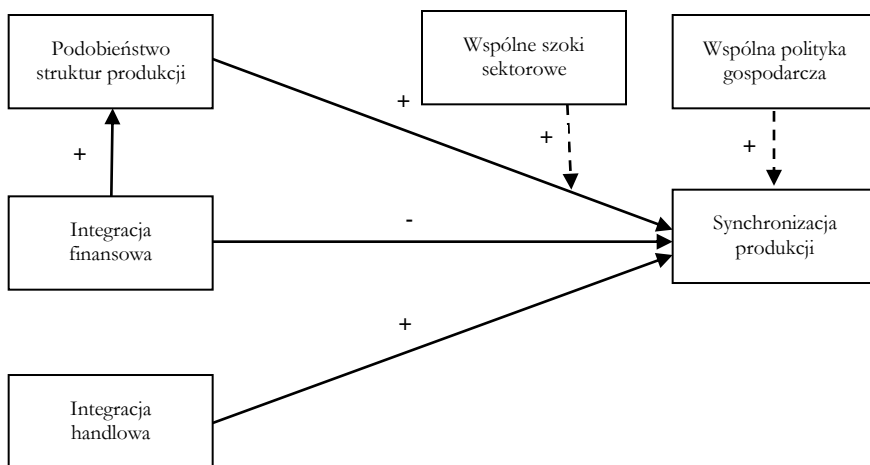 Podobieństwo
struktur produkcji
Wspólne szoki
sektorowe
Wspólna polityka
gospodarcza
+
+
+
+
Integracja
finansowa
-
Synchronizacja
produkcji
+
Integracja
handlowa